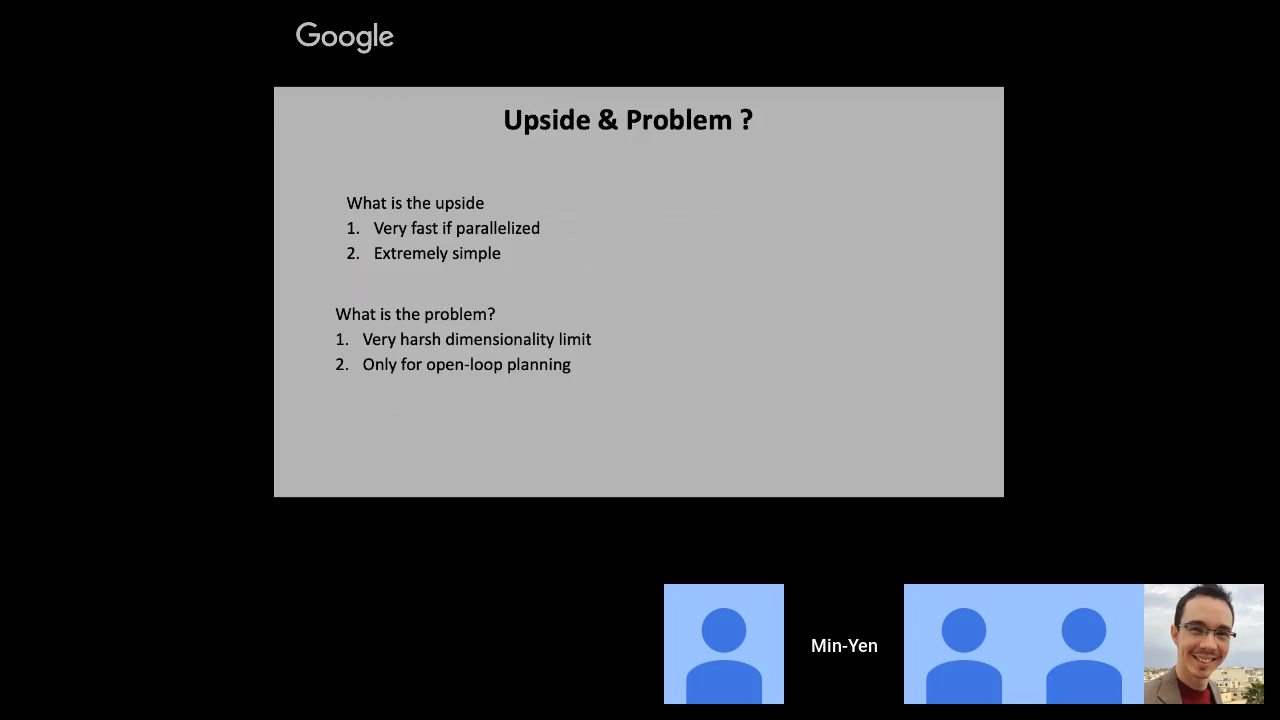 Google
Upside & Problem ?
What is the upside
1. Very fast if parallelized
2. Extremely simple
What is the problem?
1. Very harsh dimensionality limit
2. Only for open-loop planning
Min-Yen